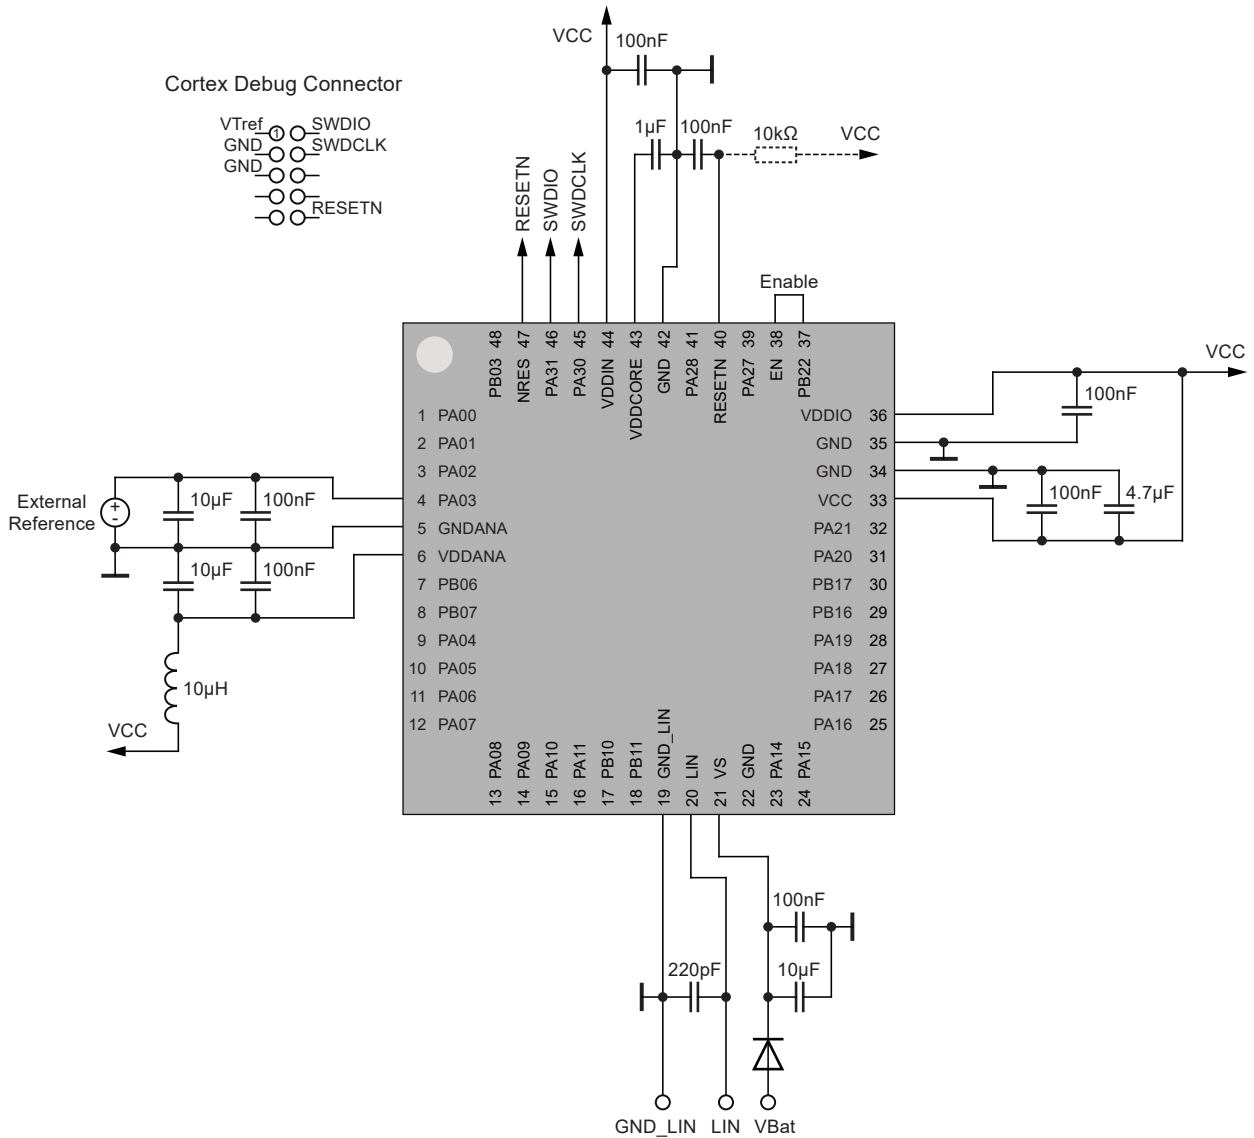 VCC
100nF
Cortex Debug Connector
VTref 1 SWDIO
GND SWDCLK
GND
RESETN
1µF 100nF 10kΩ VCC
RESETN
SWDIO
SWDCLK
Enable
PB03 48
NRES 47
PA31 46
PA30 45
VDDIN 44
VDDCORE 43
GND 42
PA28 41
RESETN 40
PA27 39
EN 38
PB22 37
1 PA00
2 PA01
3 PA02
4 PA03
5 GNDANA
6 VDDANA
7 PB06
8 PB07
9 PA04
10 PA05
11 PA06
12 PA07
VDDIO 36
GND 35
GND 34
VCC 33
PA21 32
PA20 31
PB17 30
PB16 29
PA19 28
PA18 27
PA17 26
PA16 25
13 PA08
14 PA09
15 PA10
16 PA11
17 PB10
18 PB11
19 GND_LIN
20 LIN
21 VS
22 GND
23 PA14
24 PA15
External
Reference
+
-
10µF 100nF
10µF 100nF
10µH
VCC
VCC
100nF
100nF 4.7µF
100nF
220pF 10µF
GND_LIN LIN VBat